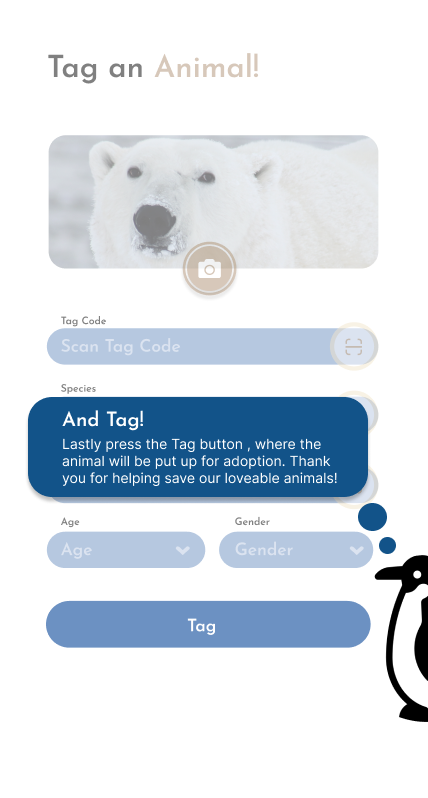 Tag an Animal!
Tag Code
Scan Tag Code
Species
And Tag!
Lastly press the Tag button , where the
animal will be put up for adoption. Thank
you for helping save our loveable animals!
Age Gender
Age Gender
Tag